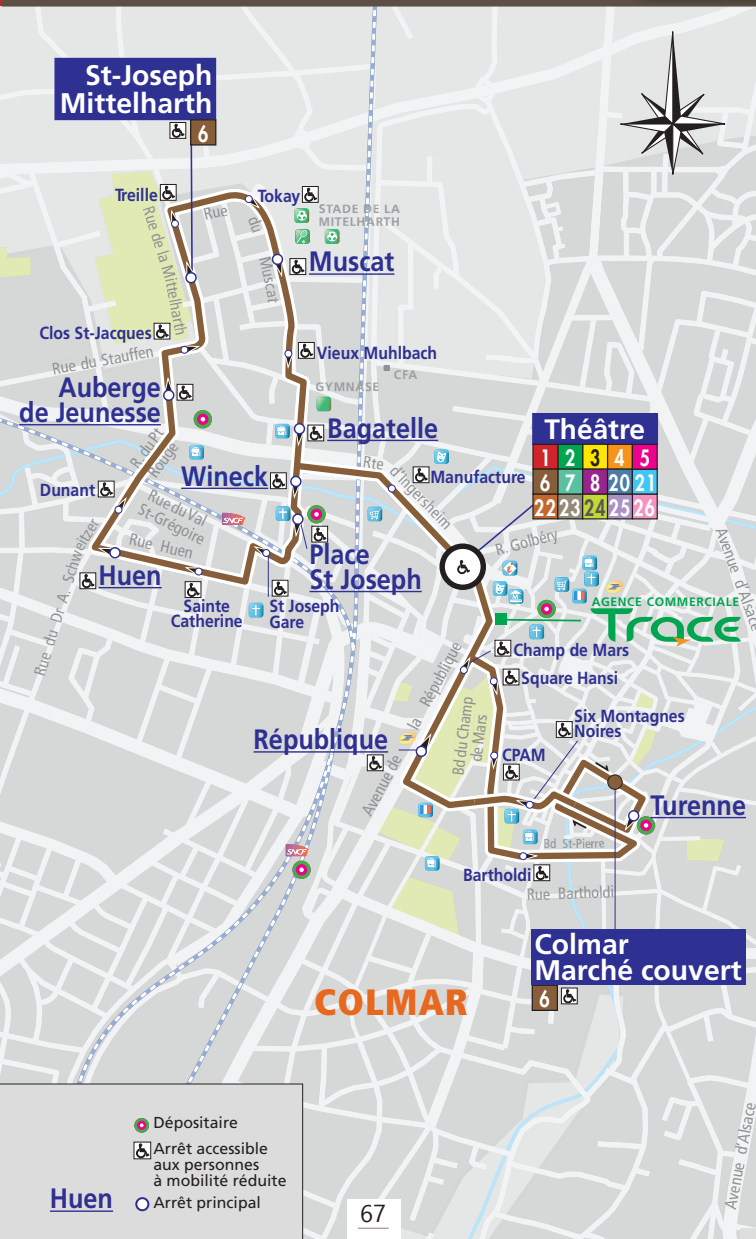 St-Joseph
Mittelharth
6
Treille
Tokay
Rue
du
Muscat
STADE DE LA
MITELHARTH
Rue de la Mittelharth
Muscat
Clos St-Jacques
Rue du Stauffen
Vieux Muhlbach
CFA
GYMNASE
Auberge
de Jeunesse
Bagatelle
R. du Pt
Rouge
Théâtre
1 2 3 4 5
6 7 8 20 21
22 23 24 25 26
Wineck
Rte d'Ingersheim
Manufacture
Dunant
Rue du Val
St-Grégoire
SNCF
Rue Huen
Place
St Joseph
R. Golbéry
Avenue d'Alsace
Huen
Rue du Dr A. Schweitzer
Sainte
Catherine
St Joseph
Gare
AGENCE COMMERCIALE
Trace
Champ de Mars
Square Hansi
Avenue de la République
Bd du Champ
de Mars
République
Six Montagnes
Noires
CPAM
Turenne
Bd St-Pierre
SNCF
Bartholdi
Rue Bartholdi
Colmar
Marché couvert
6
COLMAR
Avenue d'Alsace
Dépositaire
Arrêt accessible
aux personnes
à mobilité réduite
Huen
Arrêt principal
67